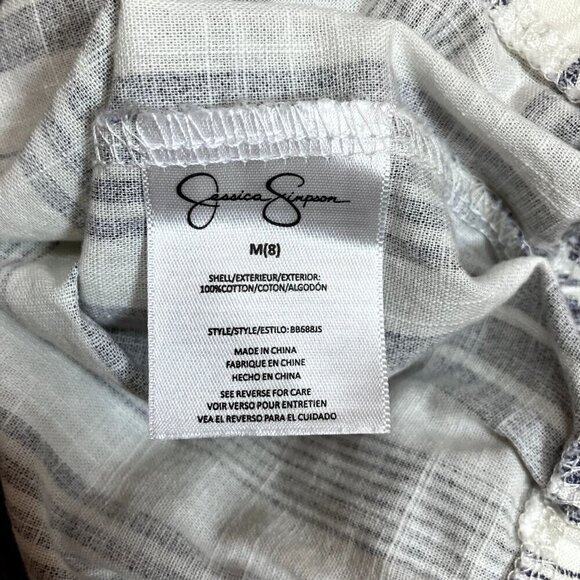 Jessica Simpson
M(8)
SHELL/EXTERIEUR/EXTERIOR:
100%COTTON/COTON/ALGODÓN
STYLE/STYLE/ESTILO: BB688JS
MADE IN CHINA
FABRIQUE EN CHINE
HECHO EN CHINA
SEE REVERSE FOR CARE
VOIR VERSO POUR ENTRETIEN
VEA EL REVERSO PARA EL CUIDADO